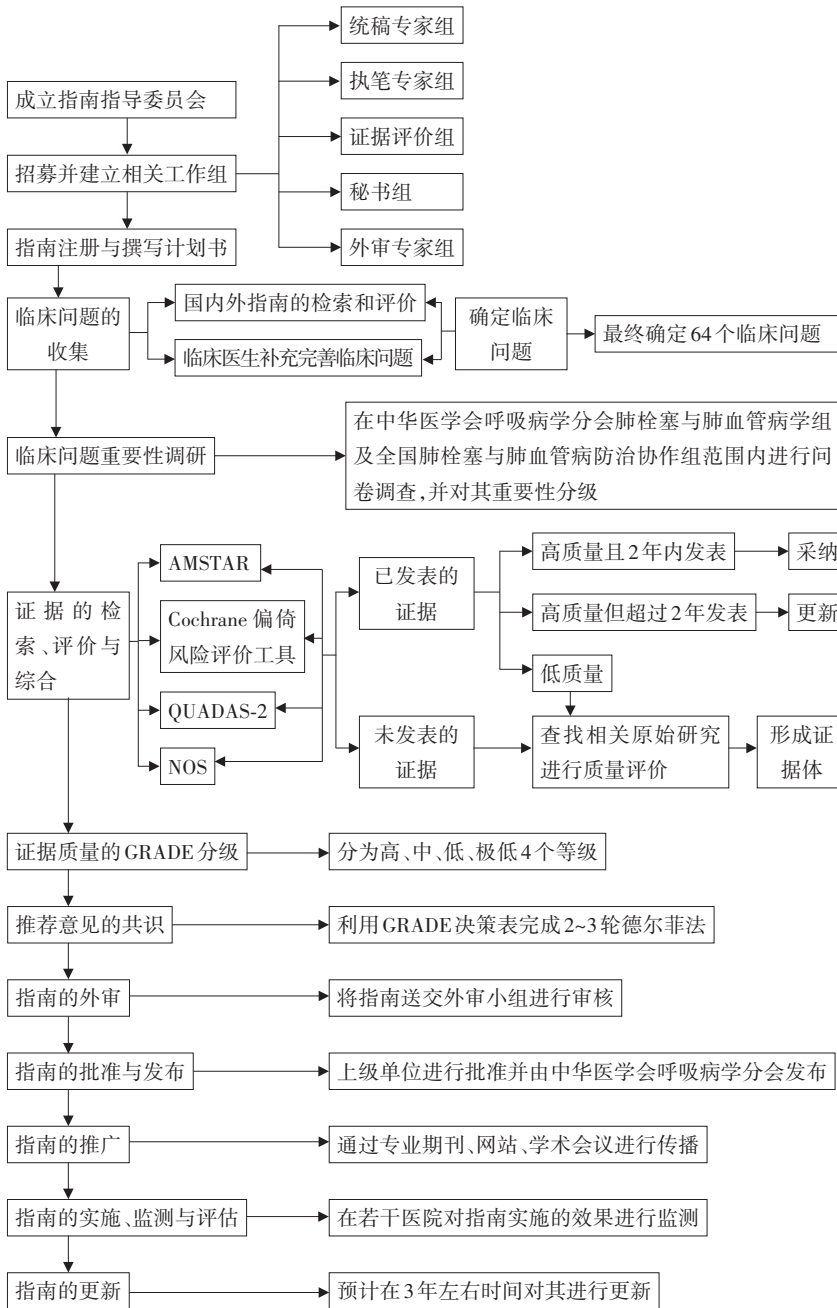 统稿专家组
执笔专家组
成立指南指导委员会
证据评价组
招募并建立相关工作组
秘书组
指南注册与撰写计划书
外审专家组
临床问题的
收集
国内外指南的检索和评价
临床医生补充完善临床问题
确定临床
问题
最终确定64个临床问题
临床问题重要性调研
在中华医学会呼吸病学分会肺栓塞与肺血管病学组
及全国肺栓塞与肺血管病防治协作组范围内进行问
卷调查,并对其重要性分级
证据的检
索、评价与
综合
AMSTAR
Cochrane 偏倚
风险评价工具
QUADAS-2
NOS
已发表的
证据
高质量且2年内发表
采纳
高质量但超过2年发表
更新
低质量
未发表的
证据
查找相关原始研究
进行质量评价
形成证
据体
证据质量的GRADE分级
分为高、中、低、极低4个等级
推荐意见的共识
利用GRADE决策表完成2~3轮德尔菲法
指南的外审
将指南送交外审小组进行审核
指南的批准与发布
上级单位进行批准并由中华医学会呼吸病学分会发布
指南的推广
通过专业期刊、网站、学术会议进行传播
指南的实施、监测与评估
在若干医院对指南实施的效果进行监测
指南的更新
预计在3年左右时间对其进行更新